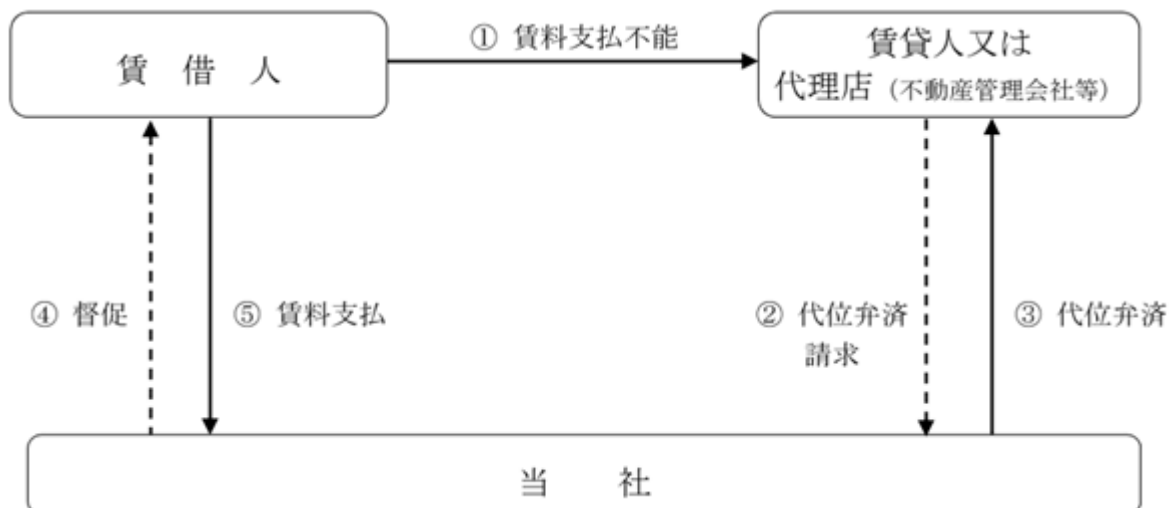 ① 賃料支払不能
賃 借 人
賃貸人又は
代理店（不動産管理会社等）
④ 督促
⑤ 賃料支払
② 代位弁済
請求
③ 代位弁済
当 社